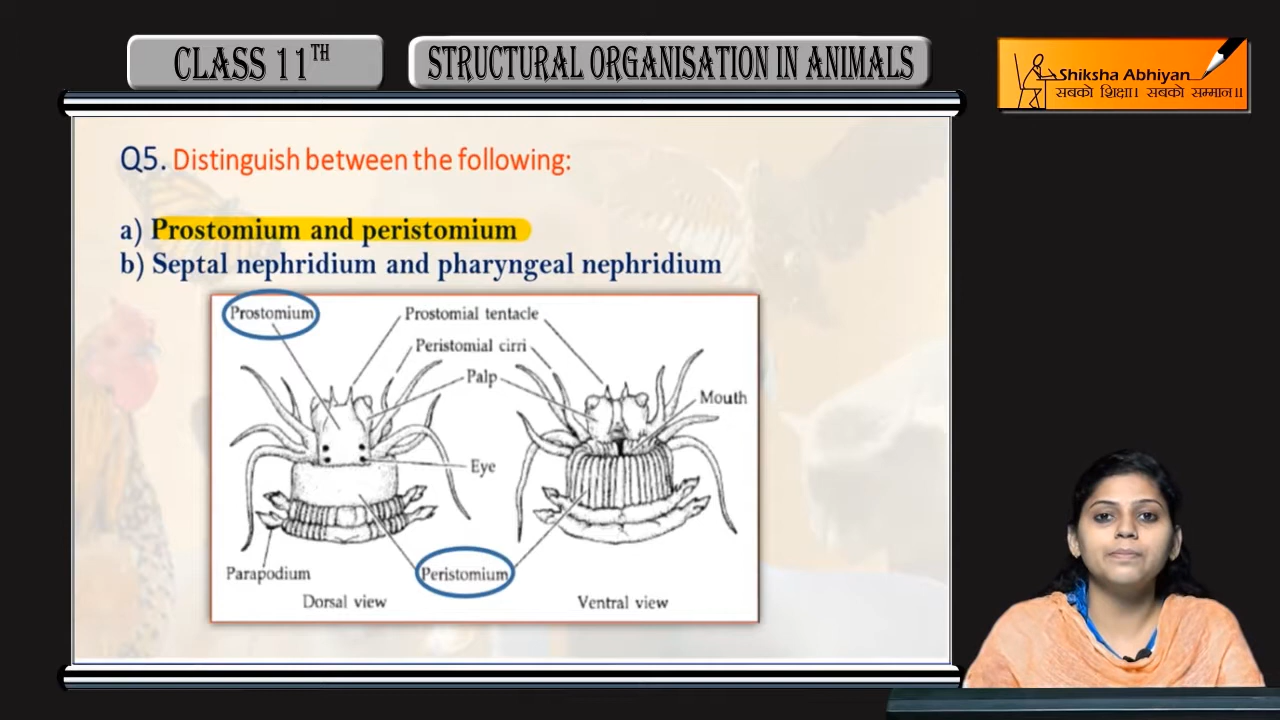 CLASS 11TH
STRUCTURAL ORGANISATION IN ANIMALS
Shiksha Abhiyan
सबको शिक्षा। सबको सम्मान॥
Q5. Distinguish between the following:
a) Prostomium and peristomium
b) Septal nephridium and pharyngeal nephridium
Prostomium
Prostomial tentacle
Peristomial cirri
Palp
Mouth
Eye
Parapodium
Peristomium
Dorsal view
Ventral view